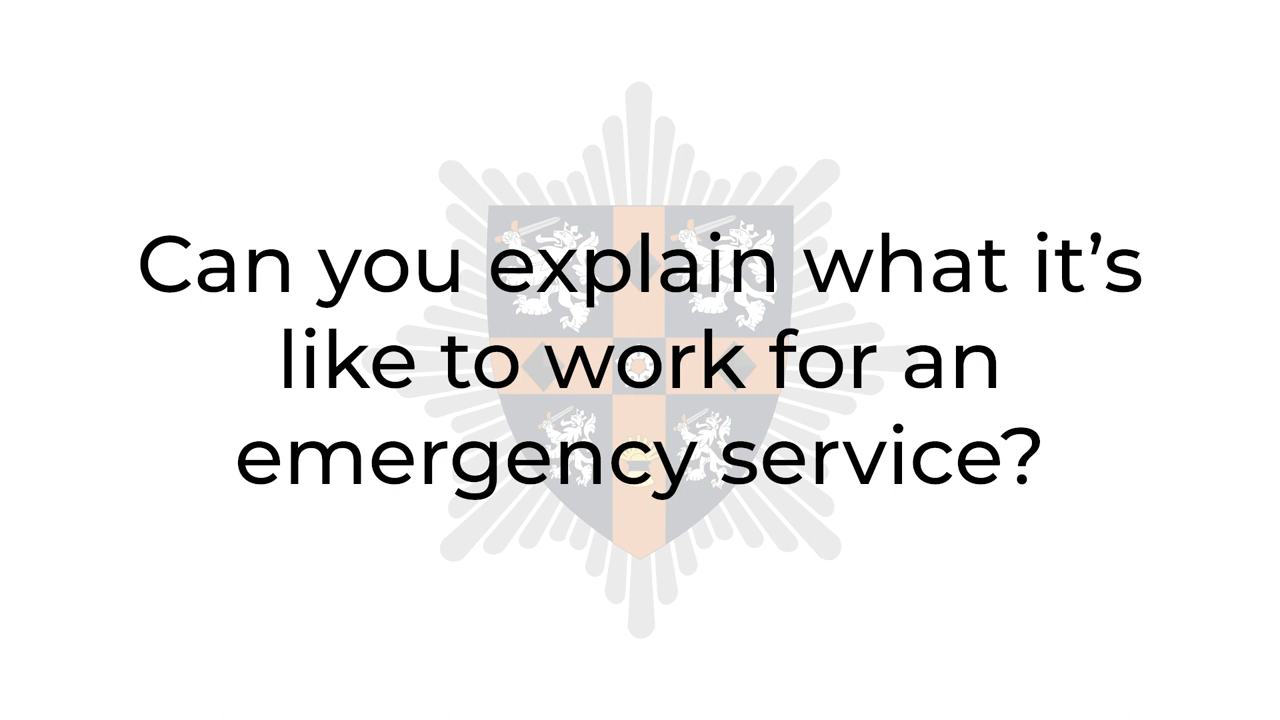 Can you explain what it’s
like to work for an
emergency service?